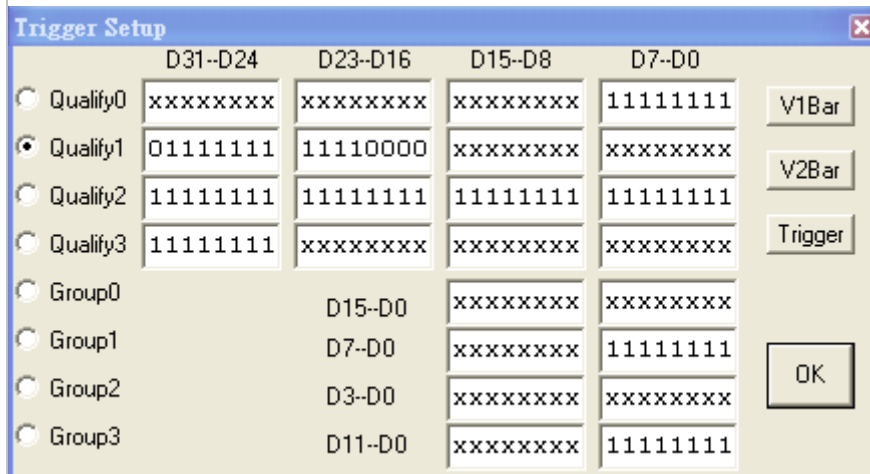 Trigger Setup
D31--D24 D23--D16 D15--D8 D7--D0
Qualify0 xxxxxxxx xxxxxxxx xxxxxxxx 11111111 V1Bar
Qualify1 01111111 11110000 xxxxxxxx xxxxxxxx
V2Bar
Qualify2 11111111 11111111 11111111 11111111
Qualify3 11111111 xxxxxxxx xxxxxxxx xxxxxxxx Trigger
Group0 D15--D0 xxxxxxxx xxxxxxxx
Group1 D7--D0 xxxxxxxx 11111111
OK
Group2 D3--D0 xxxxxxxx xxxxxxxx
Group3 D11--D0 xxxxxxxx 11111111